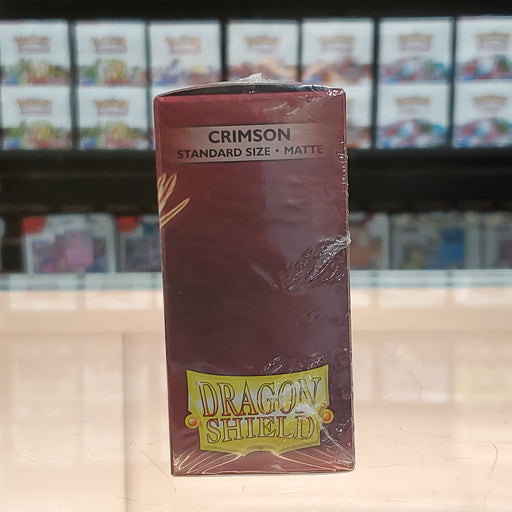 CRIMSON
STANDARD SIZE • MATTE
DRAGON
SHIELD